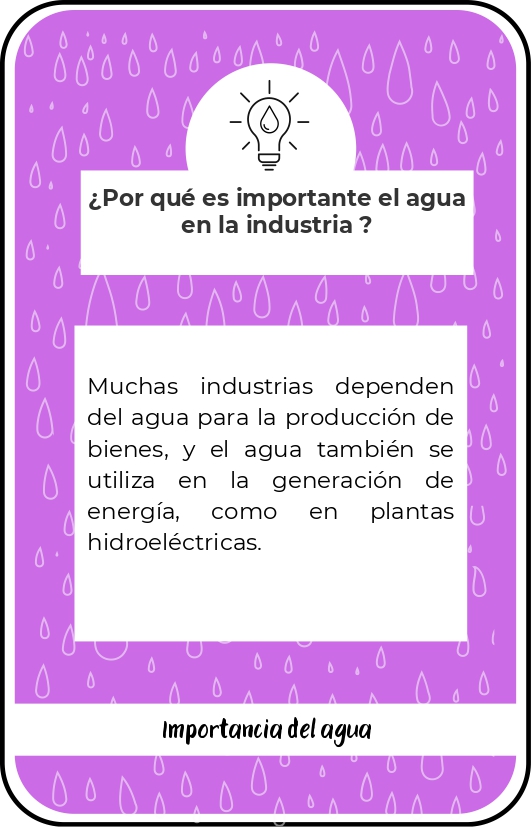 ¿Por qué es importante el agua
en la industria ?
Muchas industrias dependen
del agua para la producción de
bienes, y el agua también se
utiliza en la generación de
energía, como en plantas
hidroeléctricas.
Importancia del agua